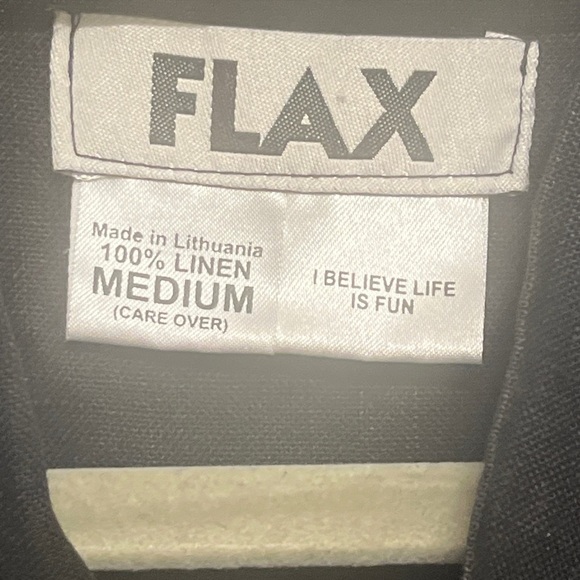 FLAX
Made in Lithuania
100% LINEN
MEDIUM
(CARE OVER)
I BELIEVE LIFE
IS FUN